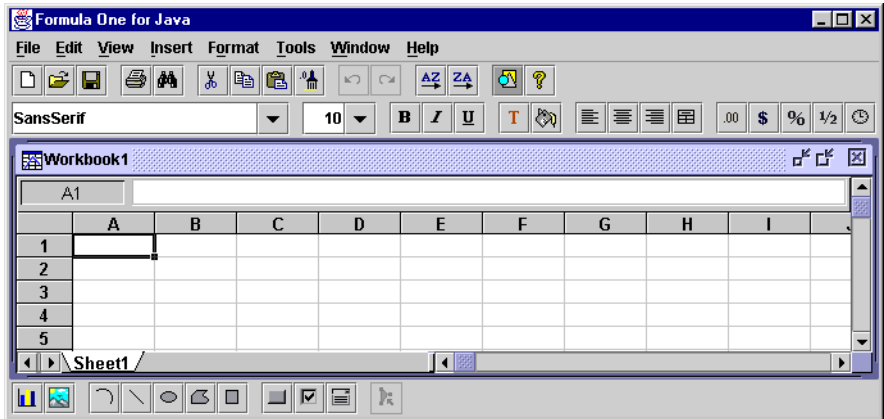 Formula One for Java
File Edit View Insert Format Tools Window Help
AZ ZA ?
SansSerif 10 B I U T .00 $ % 1/2
Workbook1
A1
A B C D E F G H I
1
2
3
4
5
Sheet1